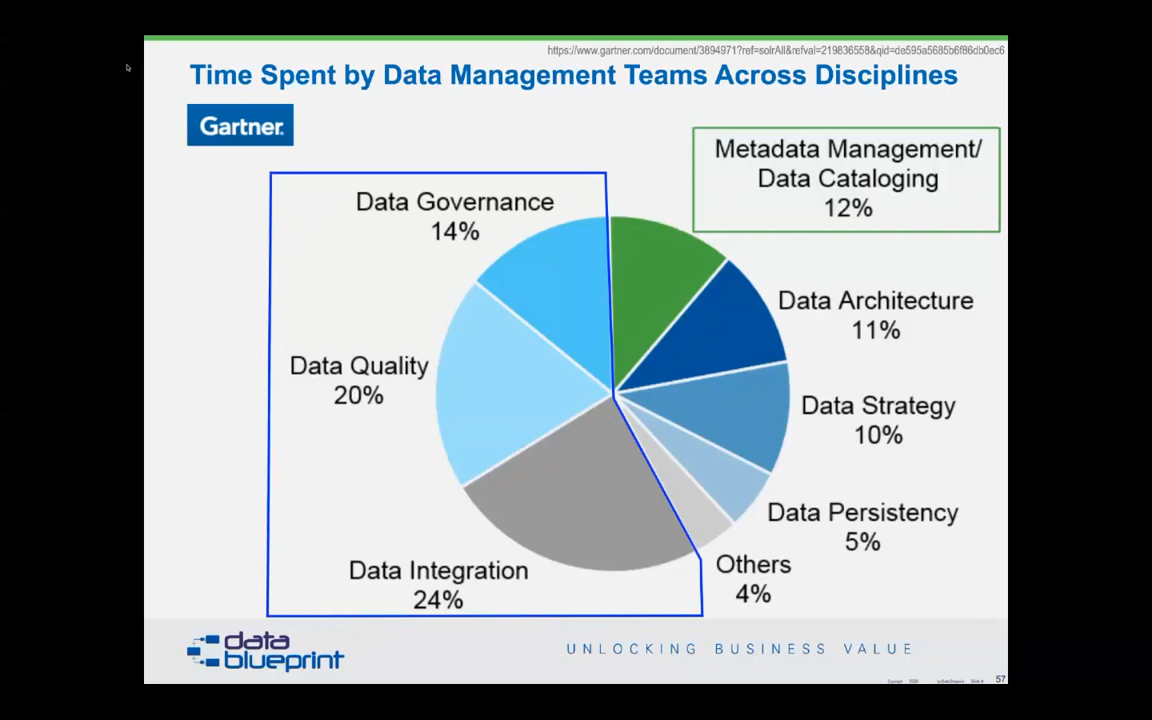 https://www.gartner.com/document/3894971?ref=solrAll&refval=219836558&qid=de595a5685b6f86db0ec6
Time Spent by Data Management Teams Across Disciplines
Gartner.
Metadata Management/
Data Cataloging
12%
Data Governance
14%
Data Architecture
11%
Data Quality
20%
Data Strategy
10%
Data Persistency
5%
Data Integration
24%
Others
4%
data
blueprint
UNLOCKING BUSINESS VALUE
57